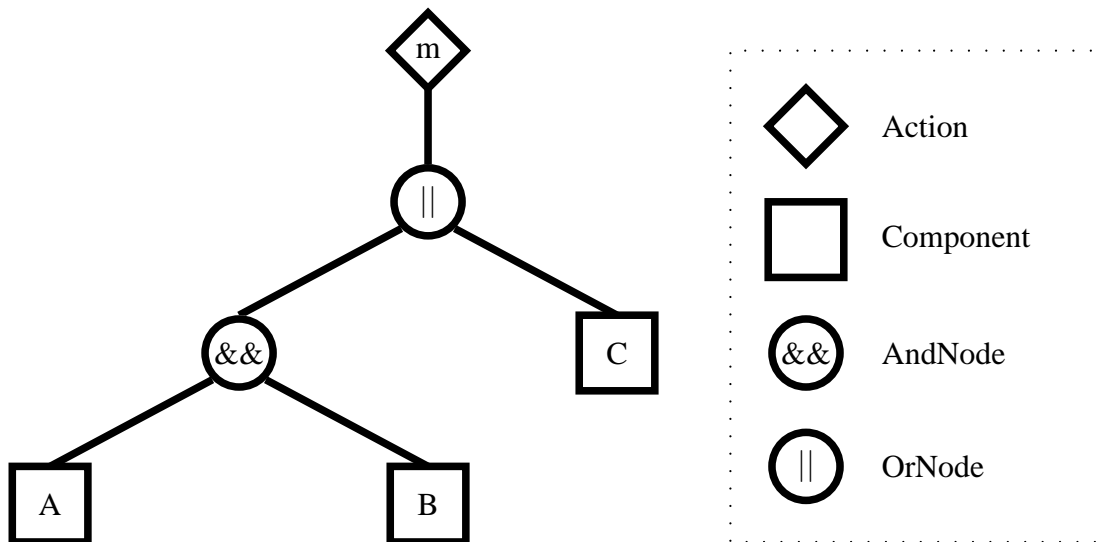 m
||
&&
C
A
B
Action
Component
&& AndNode
|| OrNode